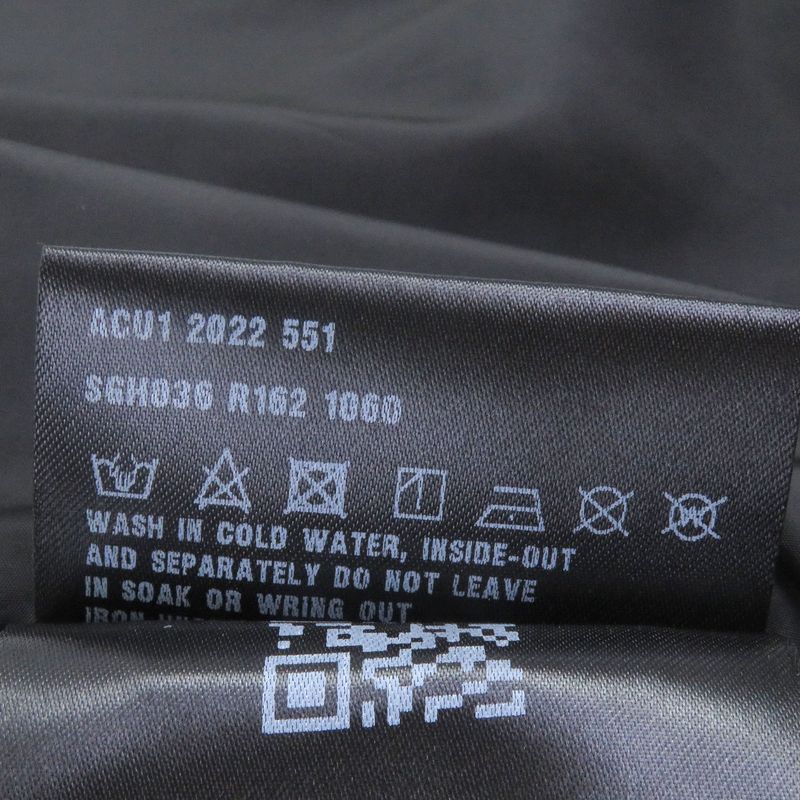 ACU1 2022 551
SGH036 R162 1060
WASH IN COLD WATER, INSIDE-OUT
AND SEPARATELY DO NOT LEAVE
IN SOAK OR WRING OUT
IRON